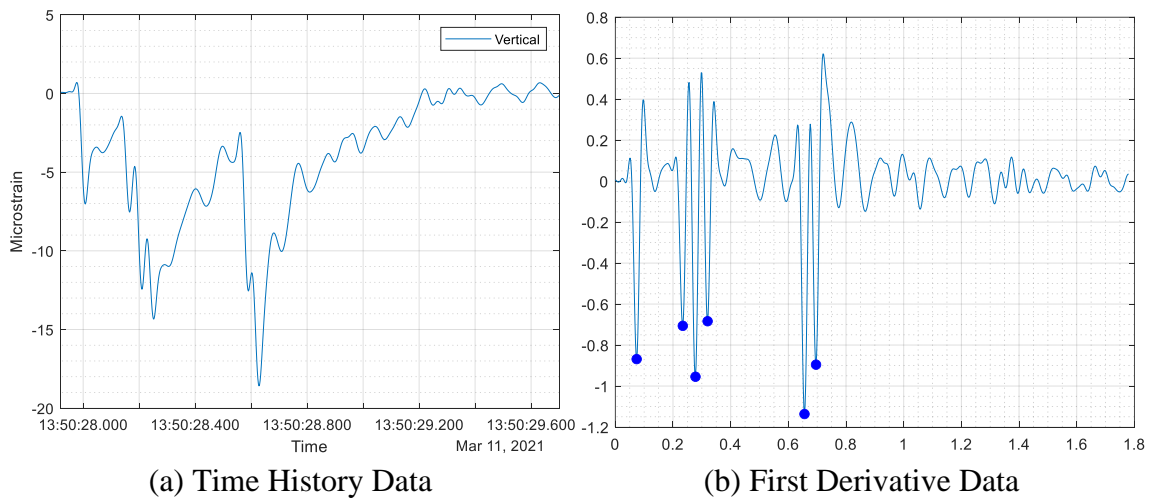 5
0
-5
-10
-15
-20
Microstrain
Vertical
13:50:28.000 13:50:28.400 13:50:28.800 13:50:29.200 13:50:29.600
Time
Mar 11, 2021
(a) Time History Data
0.8
0.6
0.4
0.2
0
-0.2
-0.4
-0.6
-0.8
-1
-1.2
0 0.2 0.4 0.6 0.8 1 1.2 1.4 1.6 1.8
(b) First Derivative Data